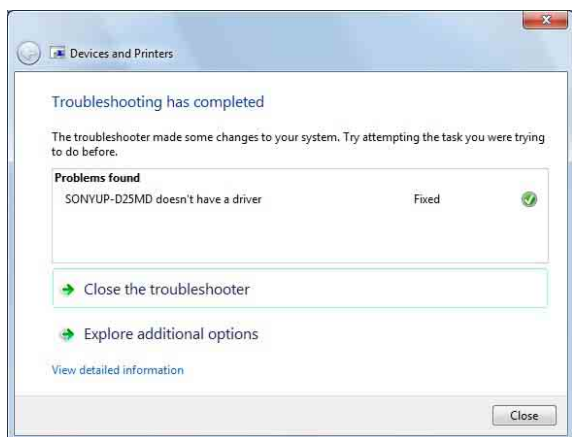 Devices and Printers
Troubleshooting has completed
The troubleshooter made some changes to your system. Try attempting the task you were trying
to do before.
Problems found
SONYUP-D25MD doesn't have a driver Fixed
Close the troubleshooter
Explore additional options
View detailed information
Close